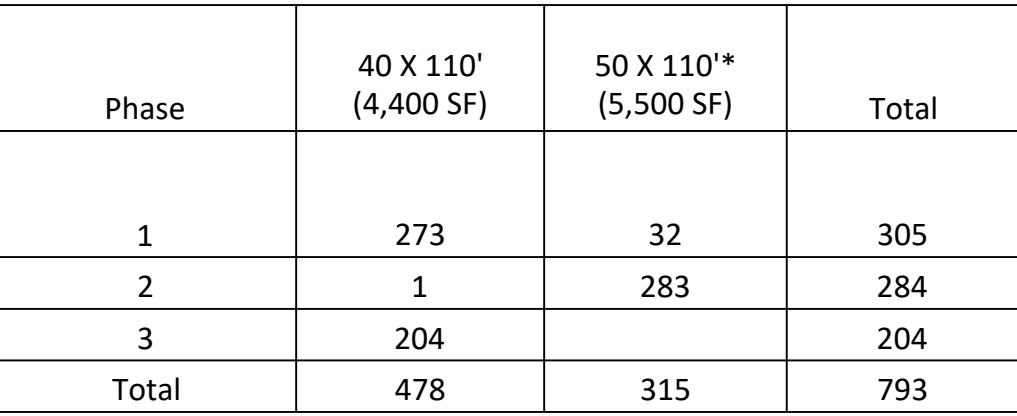 Phase 40 X 110' 50 X 110'* Total
(4,400 SF) (5,500 SF)
1 273 32 305
2 1 283 284
3 204 204
Total 478 315 793